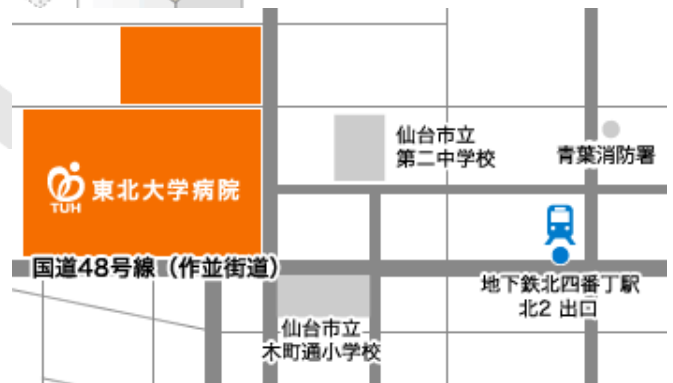 仙台市立
第二中学校
青葉消防署
東北大学病院
TUH
国道48号線（作並街道）
地下鉄北四番丁駅
北2 出口
仙台市立
木町通小学校